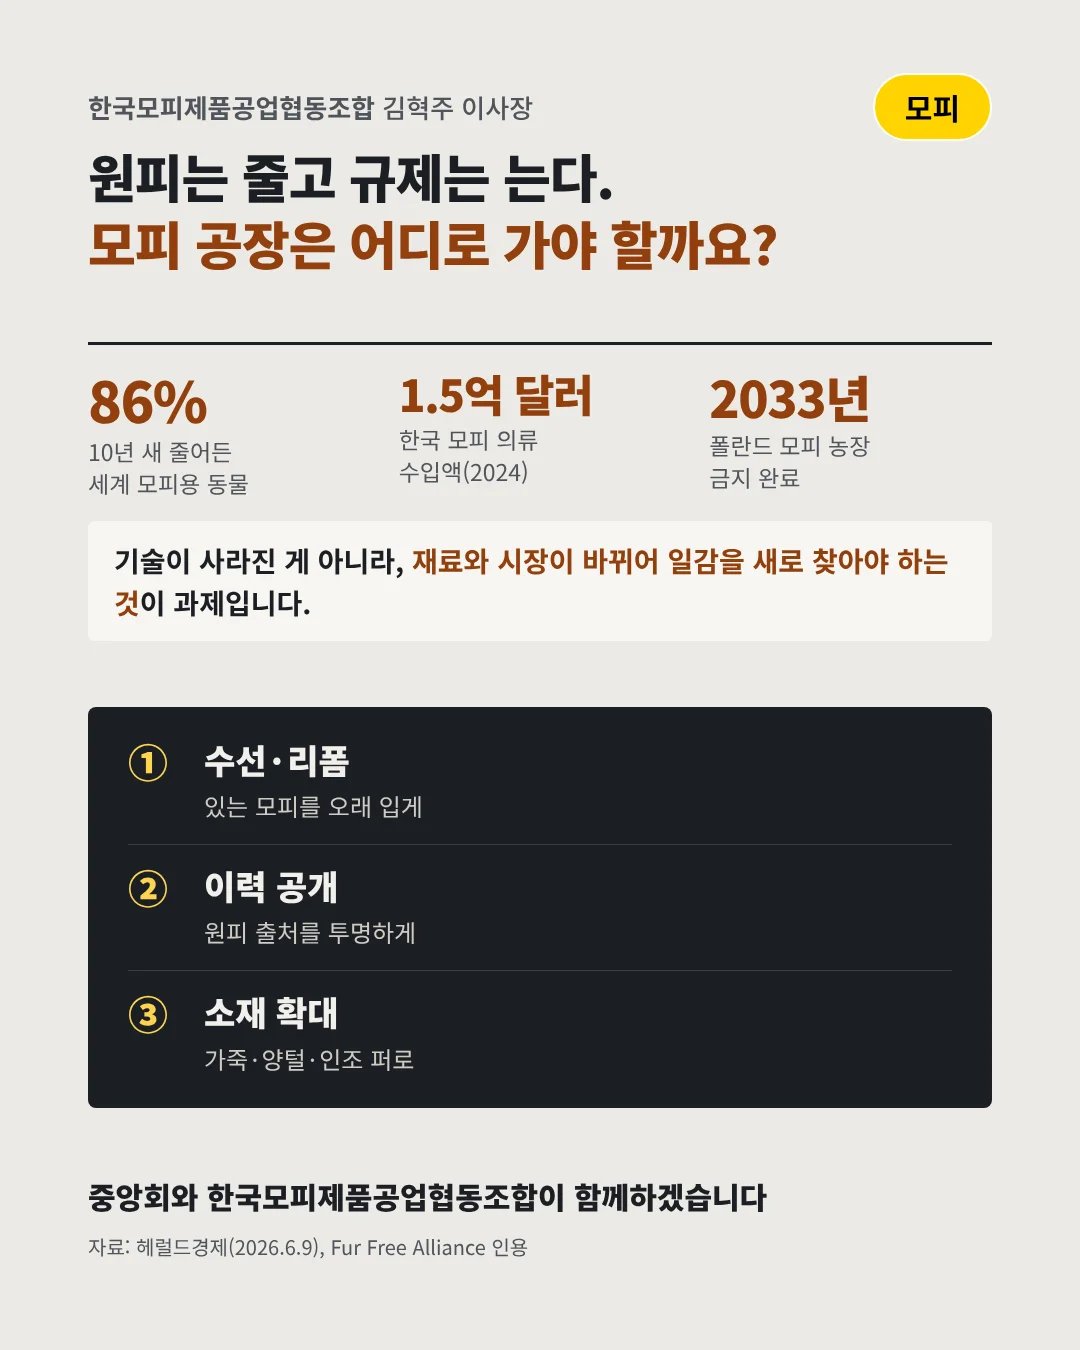 한국모피제품공업협동조합 김혁주 이사장
모피
원피는 줄고 규제는 는다.
모피 공장은 어디로 가야 할까요?
86%
10년 새 줄어든
세계 모피용 동물
1.5억 달러
한국 모피 의류
수입액(2024)
2033년
폴란드 모피 농장
금지 완료
기술이 사라진 게 아니라, 재료와 시장이 바뀌어 일감을 새로 찾아야 하는
것이 과제입니다.
① 수선·리폼
있는 모피를 오래 입게
② 이력 공개
원피 출처를 투명하게
③ 소재 확대
가죽·양털·인조 퍼로
중앙회와 한국모피제품공업협동조합이 함께하겠습니다
자료: 헤럴드경제(2026.6.9), Fur Free Alliance 인용